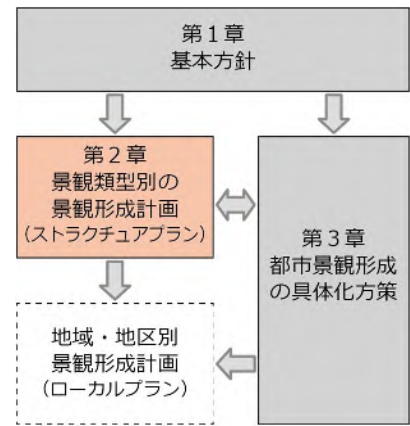 第1章
基本方針
第2章
景観類型別の
景観形成計画
(ストラクチュアプラン)
第3章
都市景観形成
の具体化方策
地域・地区別
景観形成計画
(ローカルプラン)